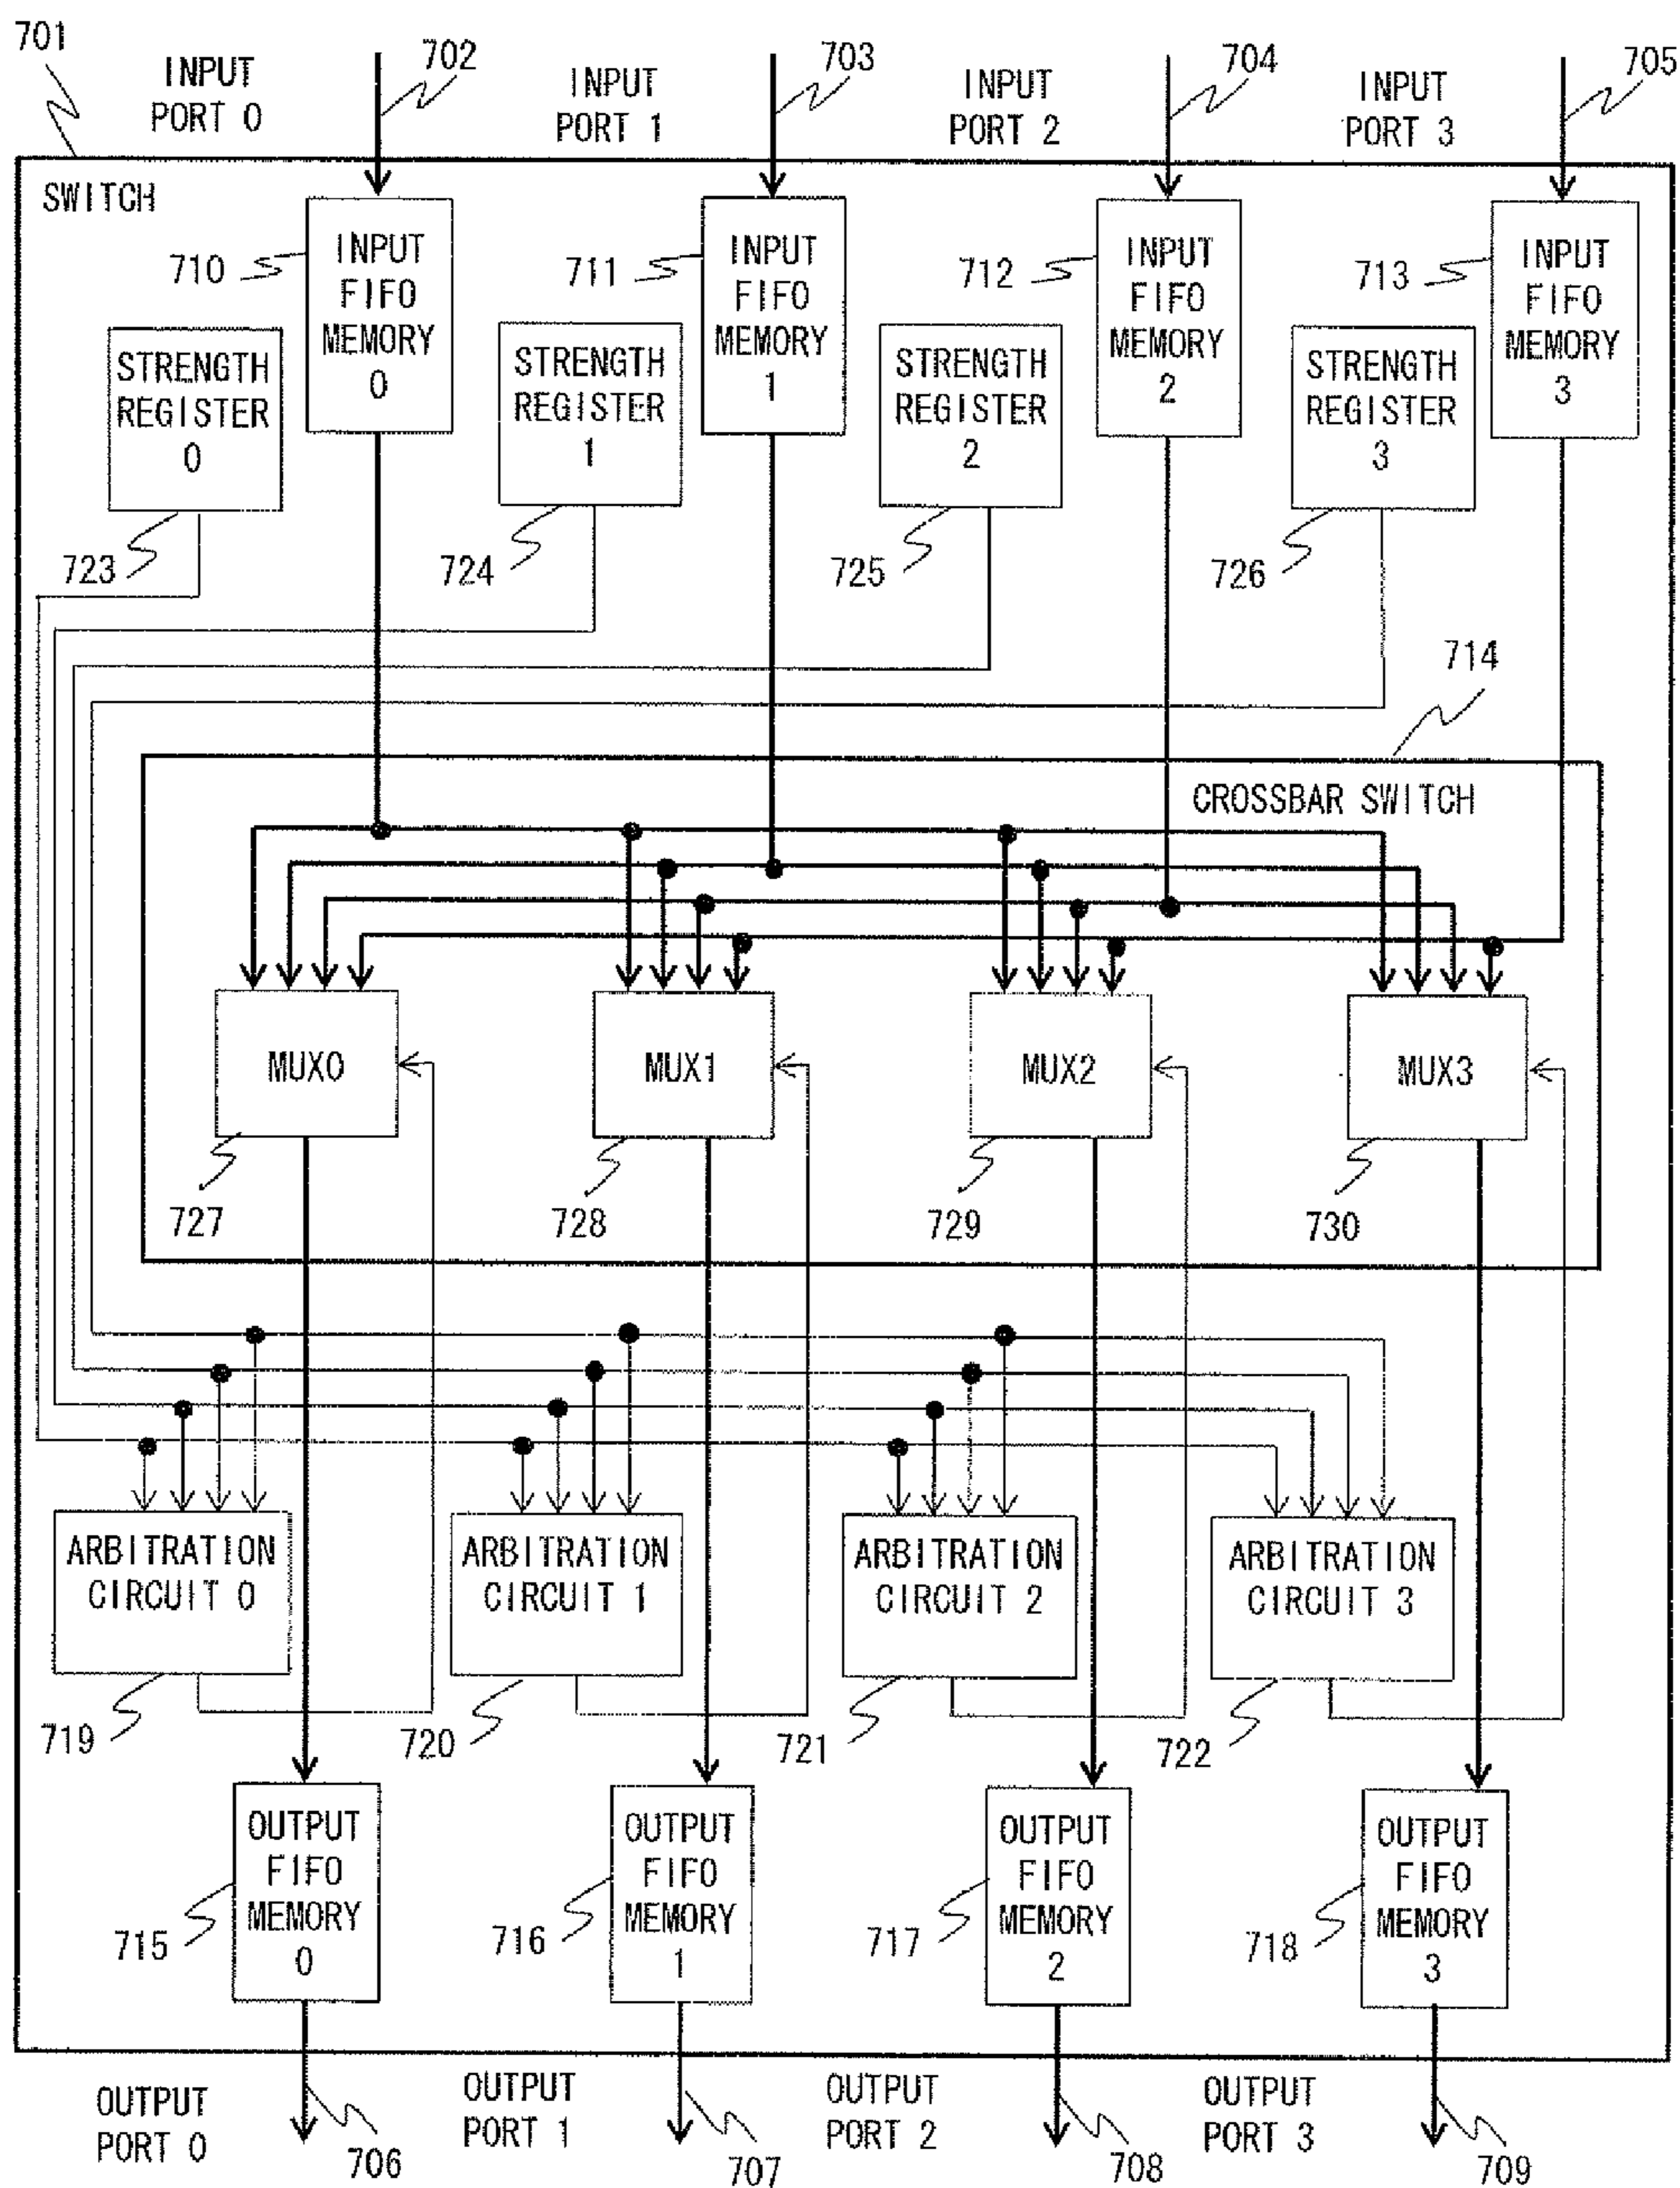 701
INPUT
PORT 0
702
INPUT
PORT 1
703
INPUT
PORT 2
704
INPUT
PORT 3
705
SWITCH
710
INPUT
FIFO
MEMORY
0
711
INPUT
FIFO
MEMORY
1
712
INPUT
FIFO
MEMORY
2
713
INPUT
FIFO
MEMORY
3
STRENGTH
REGISTER
0
STRENGTH
REGISTER
1
STRENGTH
REGISTER
2
STRENGTH
REGISTER
3
723
724
725
726
714
CROSSBAR SWITCH
MUX0
MUX1
MUX2
MUX3
727
728
729
730
ARBITRATION
CIRCUIT 0
ARBITRATION
CIRCUIT 1
ARBITRATION
CIRCUIT 2
ARBITRATION
CIRCUIT 3
719
720
721
722
OUTPUT
FIFO
MEMORY
0
OUTPUT
FIFO
MEMORY
1
OUTPUT
FIFO
MEMORY
2
OUTPUT
FIFO
MEMORY
3
715
716
717
718
OUTPUT
PORT 0
706
OUTPUT
PORT 1
707
OUTPUT
PORT 2
708
OUTPUT
PORT 3
709